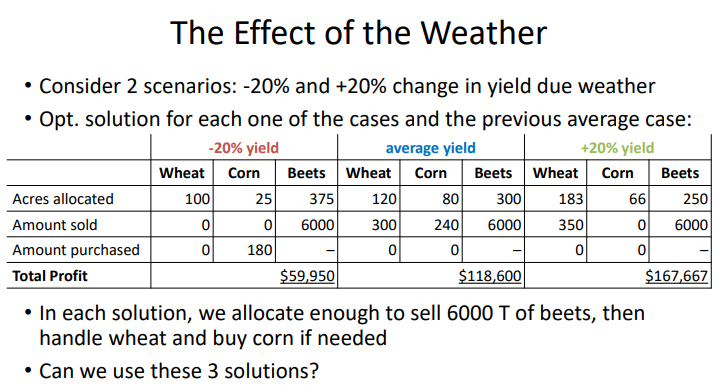 The Effect of the Weather
• Consider 2 scenarios: -20% and +20% change in yield due weather
• Opt. solution for each one of the cases and the previous average case:
-20% yield average yield +20% yield
Wheat Corn Beets Wheat Corn Beets Wheat Corn Beets
Acres allocated 100 25 375 120 80 300 183 66 250
Amount sold 0 0 6000 300 240 6000 350 0 6000
Amount purchased 0 180 – 0 0 – 0 0 –
Total Profit $59,950 $118,600 $167,667
• In each solution, we allocate enough to sell 6000 T of beets, then
handle wheat and buy corn if needed
• Can we use these 3 solutions?